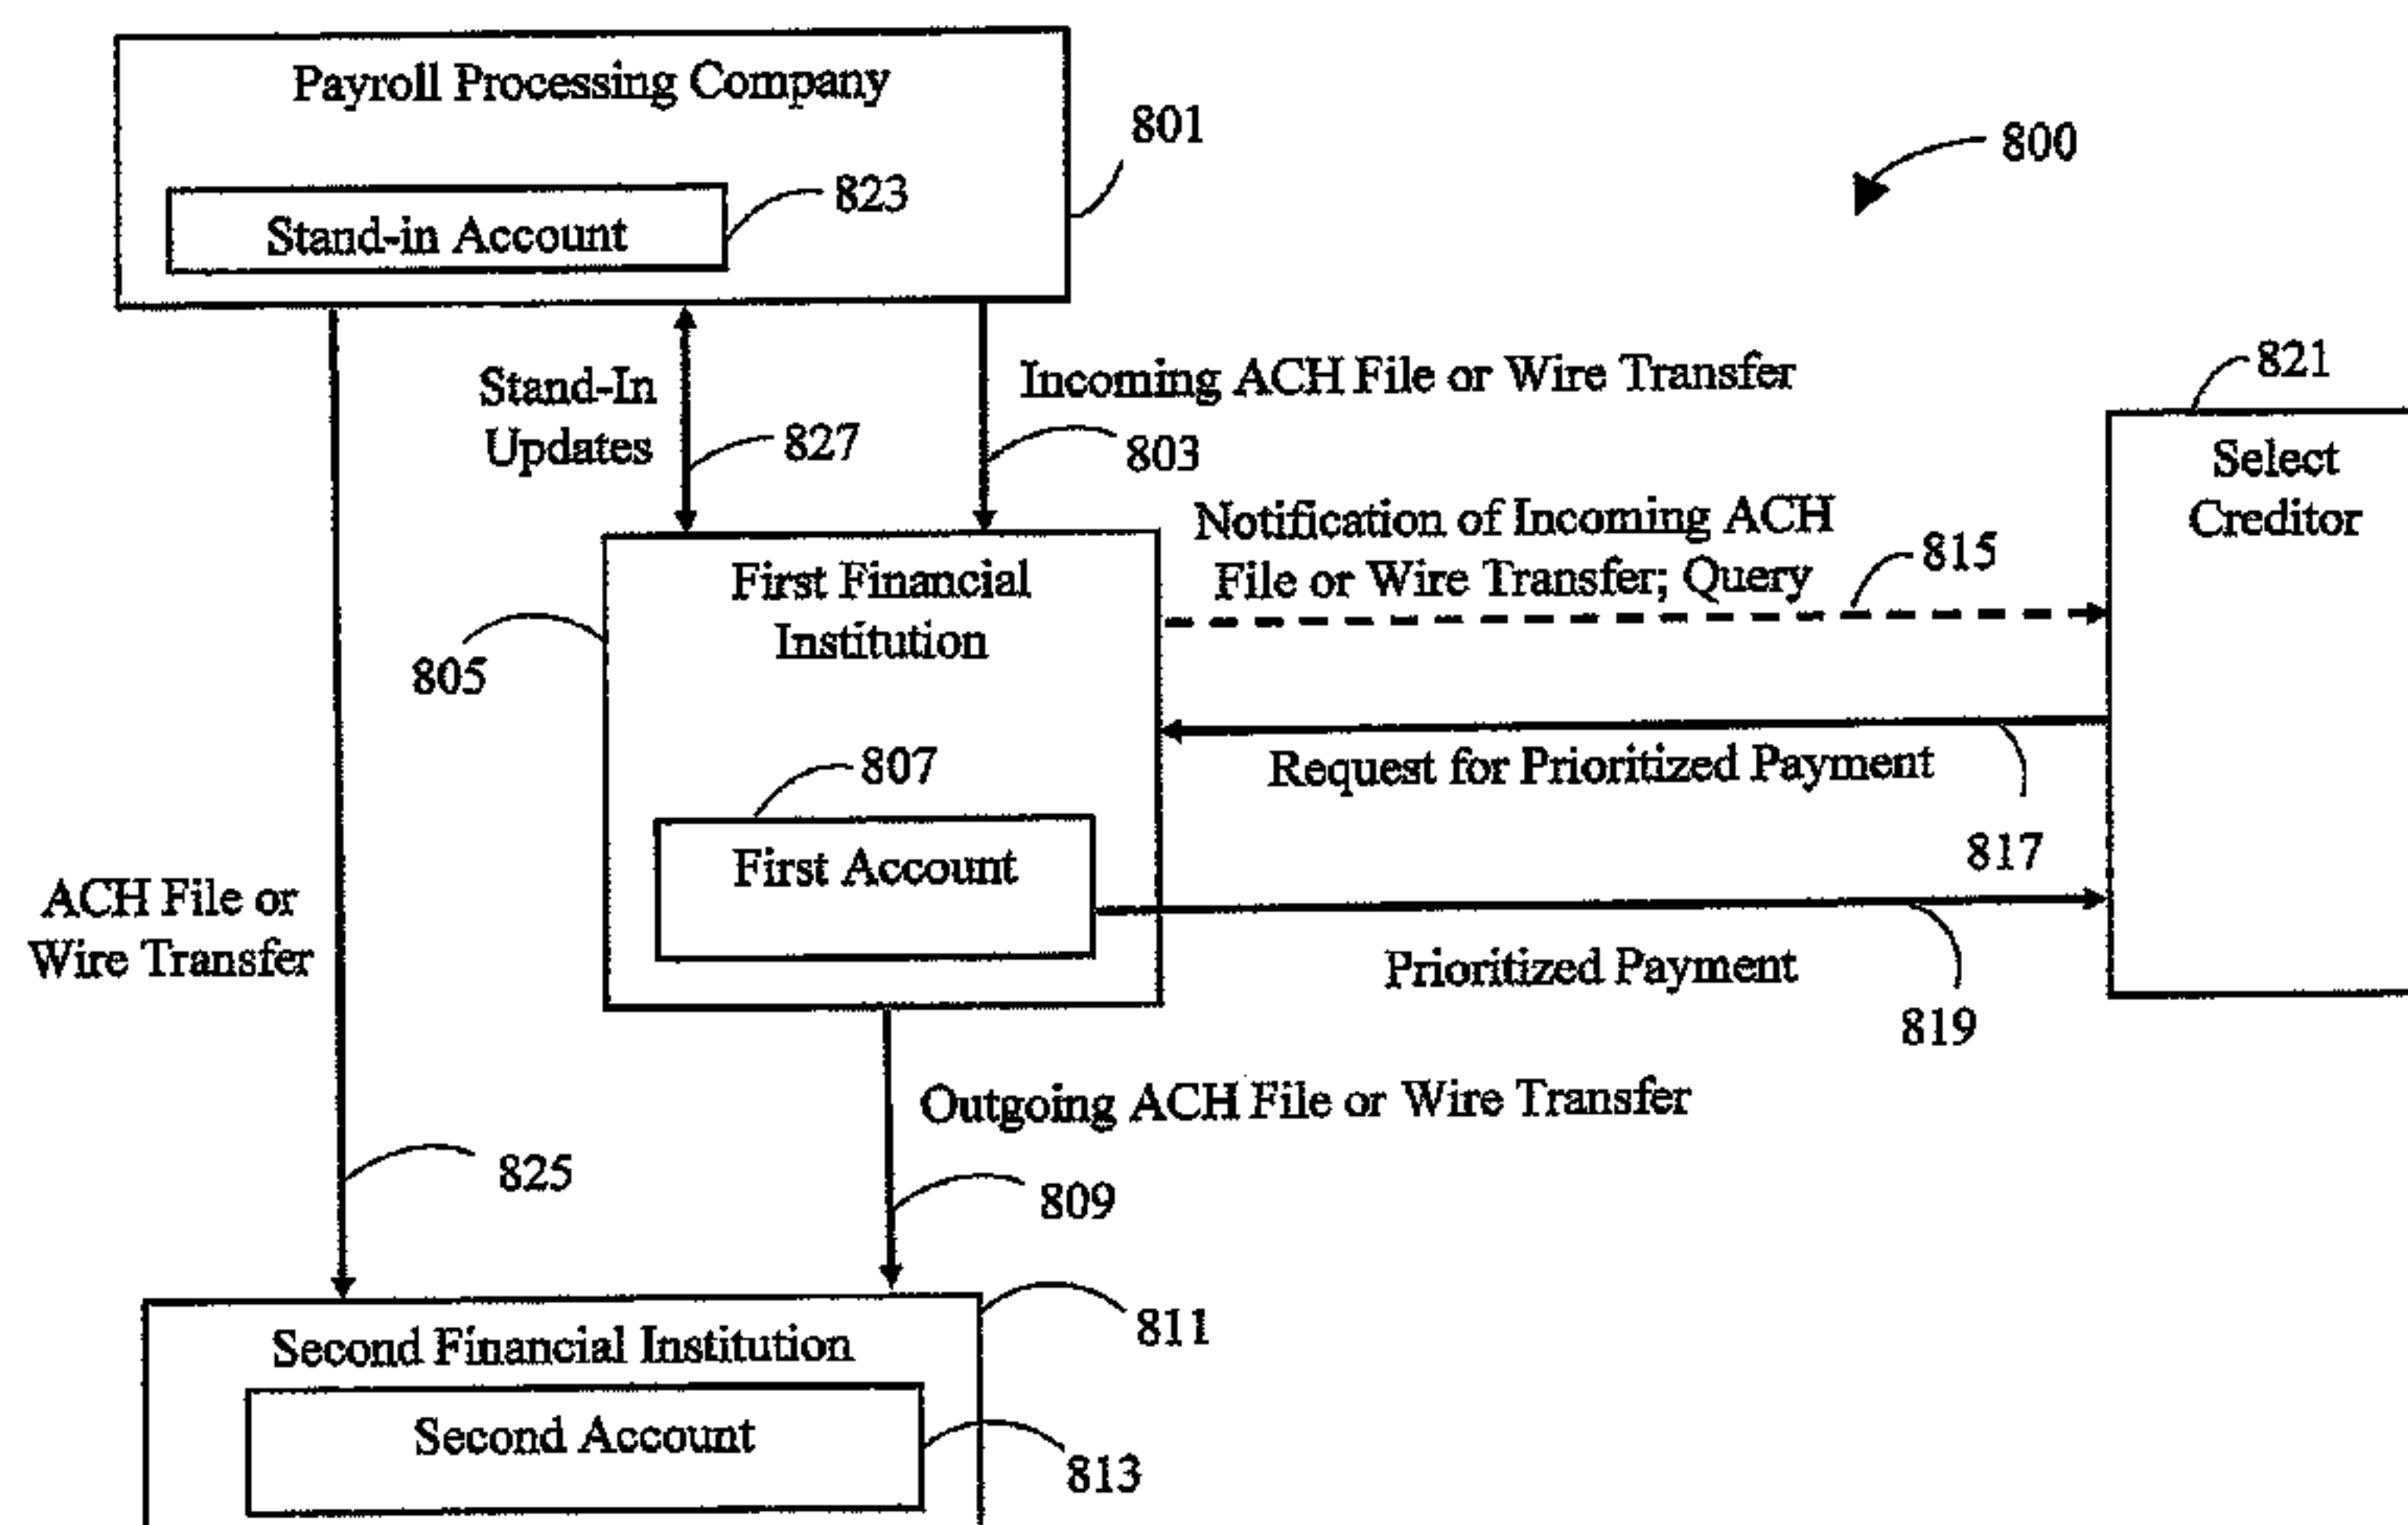 Payroll Processing Company
801
800
Stand-in Account
823
Stand-In
Updates
827
Incoming ACH File or Wire Transfer
803
821
Select
Creditor
Notification of Incoming ACH
File or Wire Transfer; Query
815
First Financial
Institution
805
Request for Prioritized Payment
817
807
First Account
Prioritized Payment
819
ACH File or
Wire Transfer
825
Outgoing ACH File or Wire Transfer
809
811
Second Financial Institution
Second Account
813